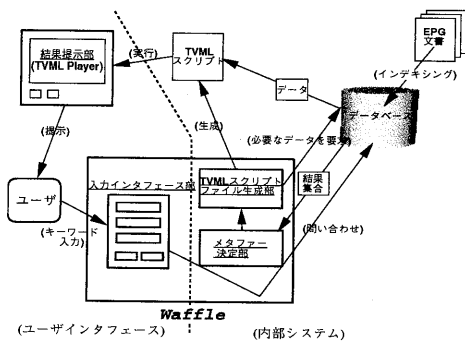 結果提示部
(TVML Player)
(実行)
TVML
スクリプト
EPG
文書
(インデキシング)
データ
データベース
(提示)
(生成)
(必要なデータを要求)
ユーザ
入力インタフェース部
TVMLスクリプト
ファイル生成部
結果
集合
(キーワード
入力)
メタファー
決定部
(問い合わせ)
Waffle
(ユーザインタフェース)
(内部システム)